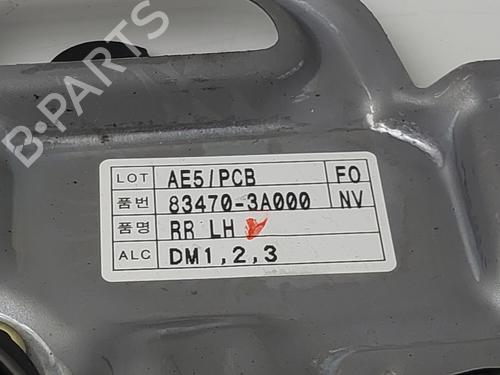 B-PARTS
LOT AE5/PCB FO
품번 83470-3A000 NV
품명 RR LH
ALC DM1,2,3